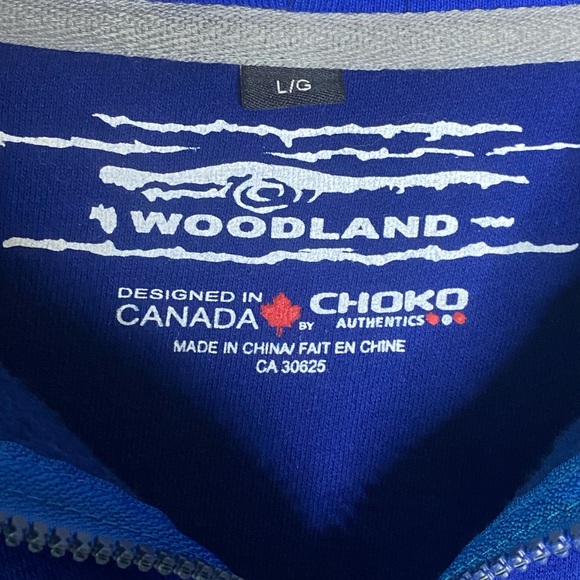 L/G
WOODLAND
DESIGNED IN
CANADA BY CHOKO
AUTHENTICS
MADE IN CHINA/ FAIT EN CHINE
CA 30625